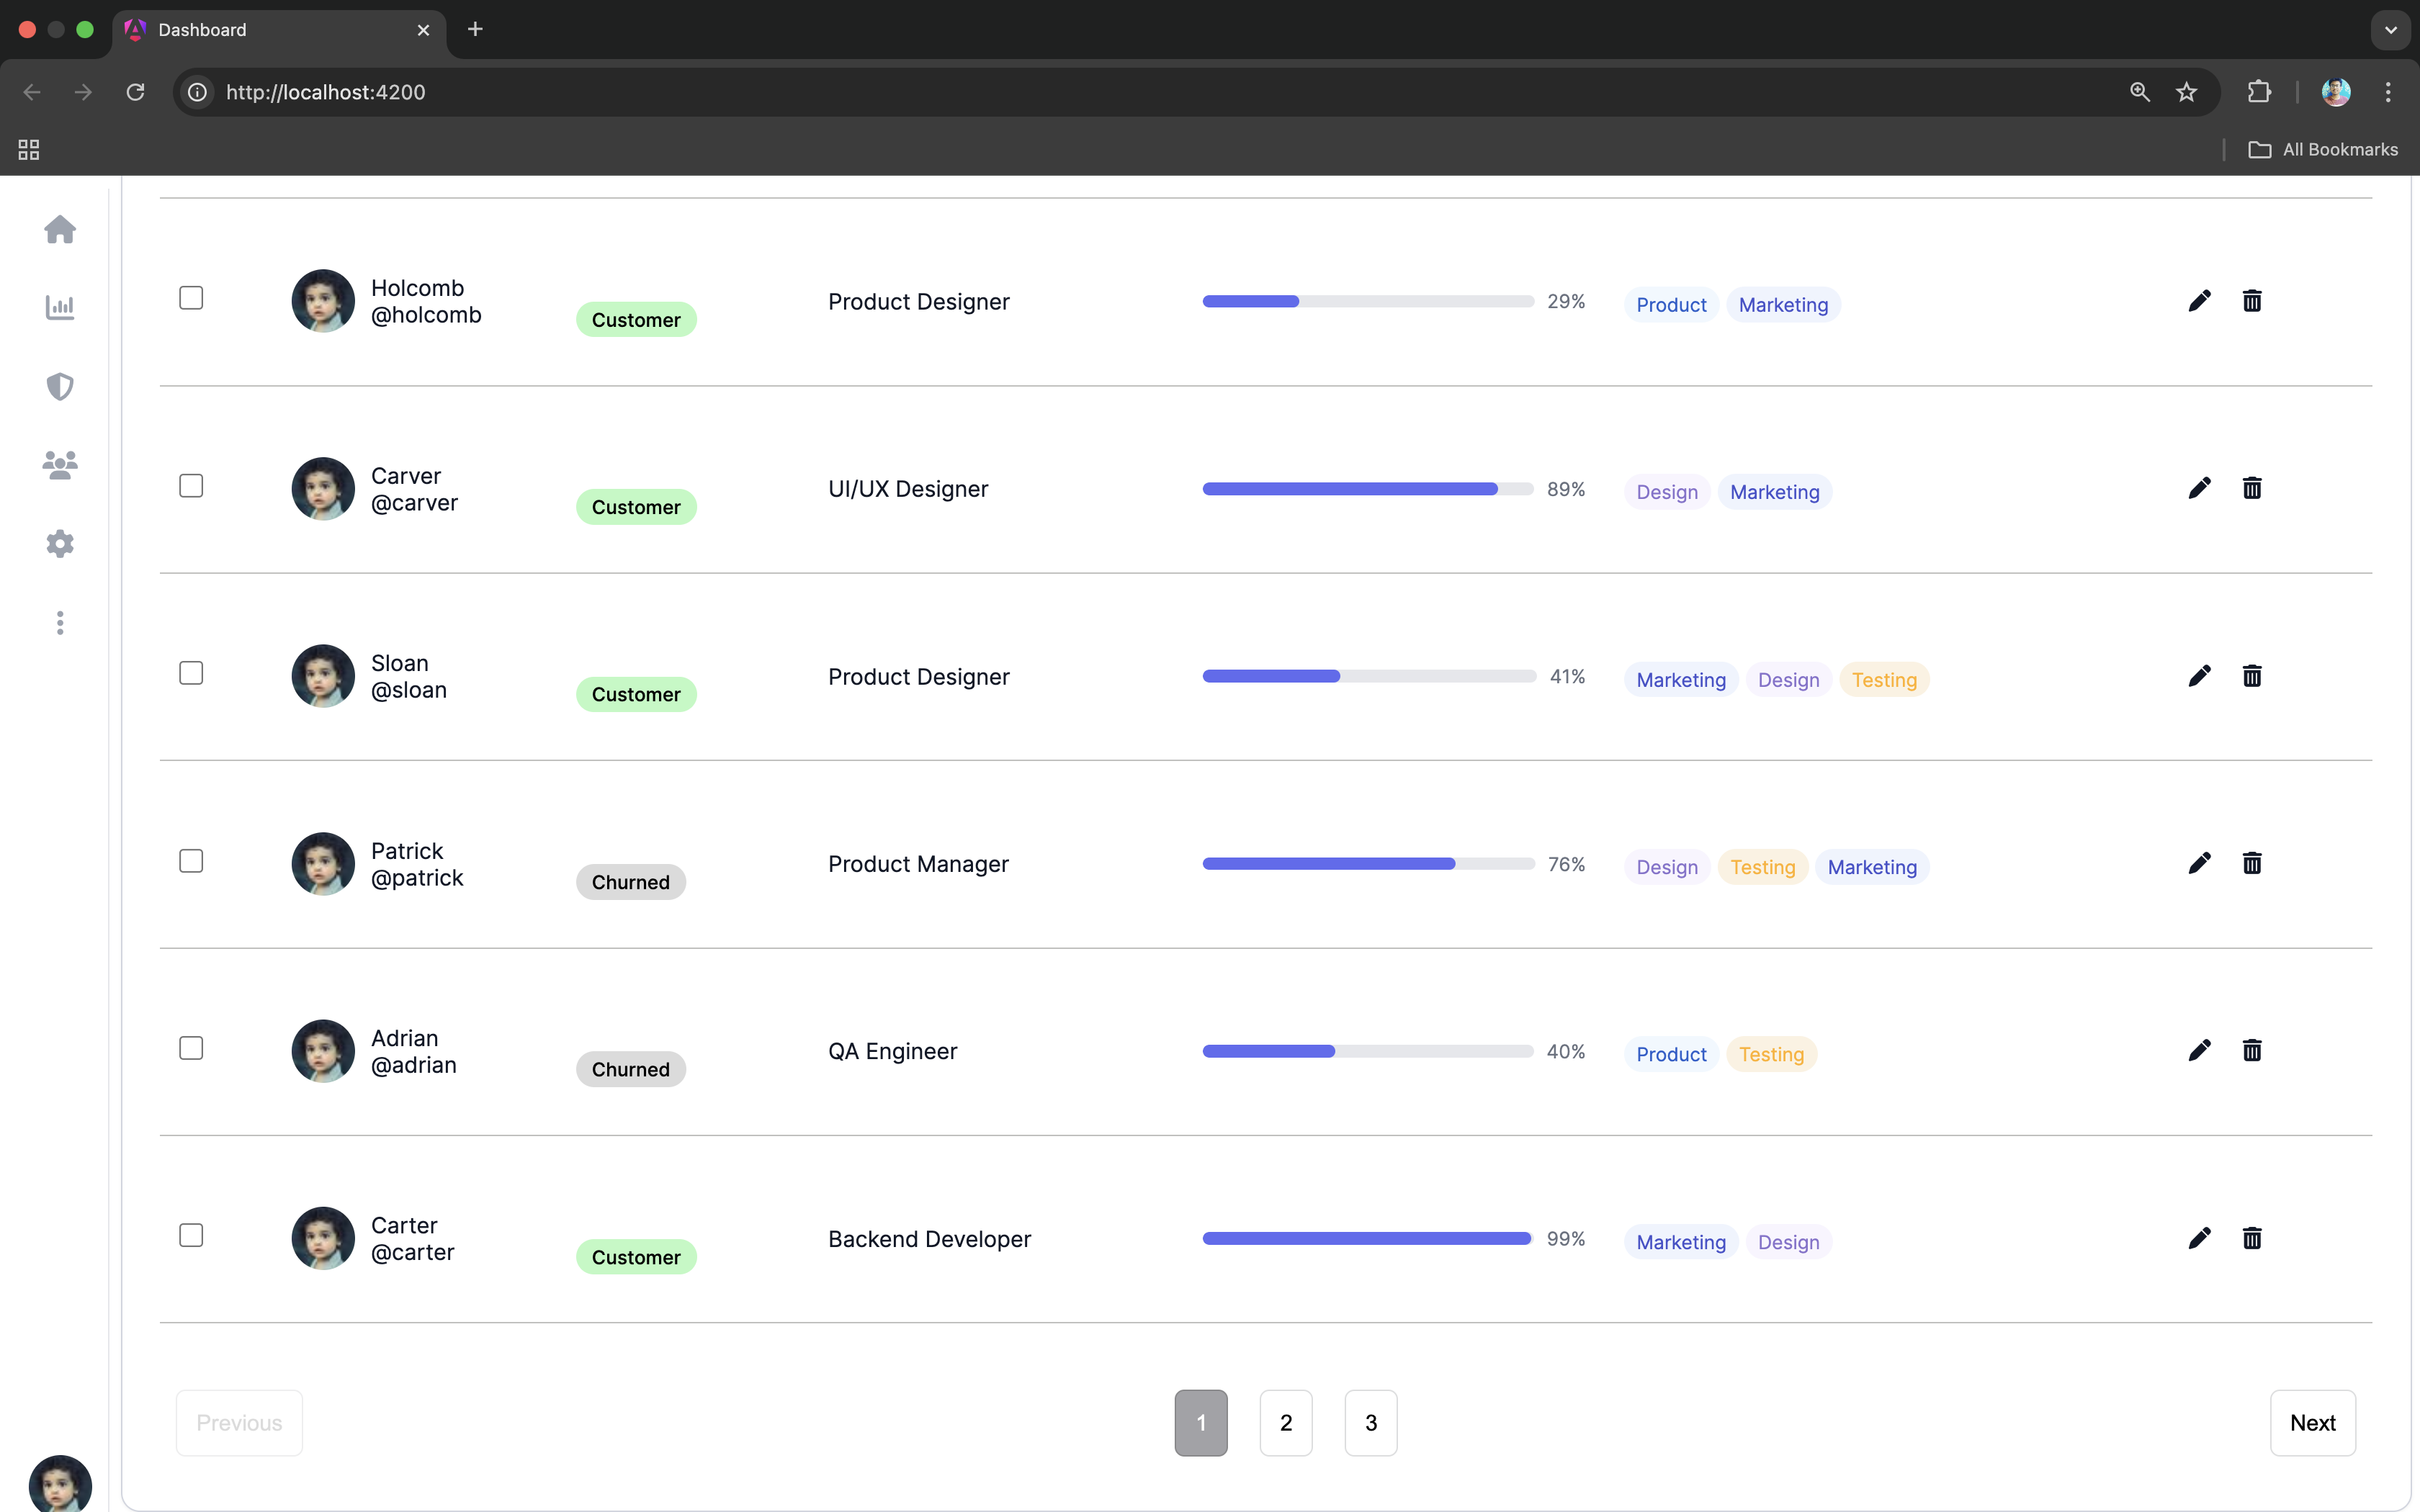 Dashboard
http://localhost:4200
All Bookmarks
Holcomb
@holcomb
Customer
Product Designer
29%
Product
Marketing
Carver
@carver
Customer
UI/UX Designer
89%
Design
Marketing
Sloan
@sloan
Customer
Product Designer
41%
Marketing
Design
Testing
Patrick
@patrick
Churned
Product Manager
76%
Design
Testing
Marketing
Adrian
@adrian
Churned
QA Engineer
40%
Product
Testing
Carter
@carter
Customer
Backend Developer
99%
Marketing
Design
Previous
1
2
3
Next